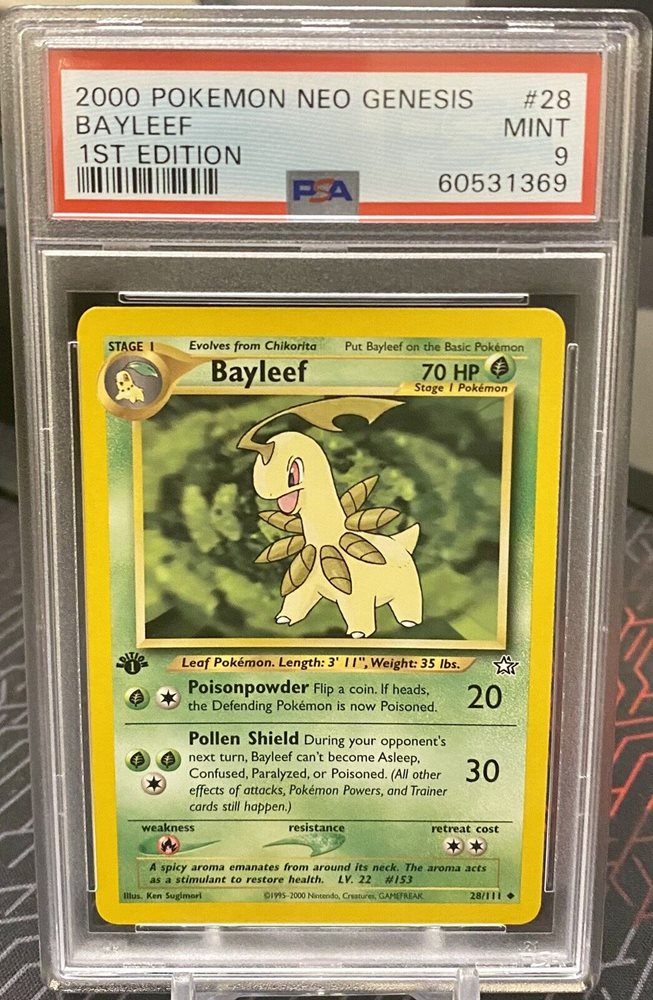 2000 POKEMON NEO GENESIS #28
BAYLEEF MINT
1ST EDITION 9
PSA 60531369
STAGE 1 Evolves from Chikorita Put Bayleef on the Basic Pokémon
Bayleef 70 HP
Stage 1 Pokémon
EDITION
1
Leaf Pokémon. Length: 3' 11", Weight: 35 lbs.
Poisonpowder Flip a coin. If heads,
the Defending Pokémon is now Poisoned. 20
Pollen Shield During your opponent's
next turn, Bayleef can't become Asleep,
Confused, Paralyzed, or Poisoned. (All other 30
effects of attacks, Pokémon Powers, and Trainer
cards still happen.)
weakness resistance retreat cost
A spicy aroma emanates from around its neck. The aroma acts
as a stimulant to restore health. LV. 22 #153
Illus. Ken Sugimori ©1995-2000 Nintendo, Creatures, GAMEFREAK. 28/111